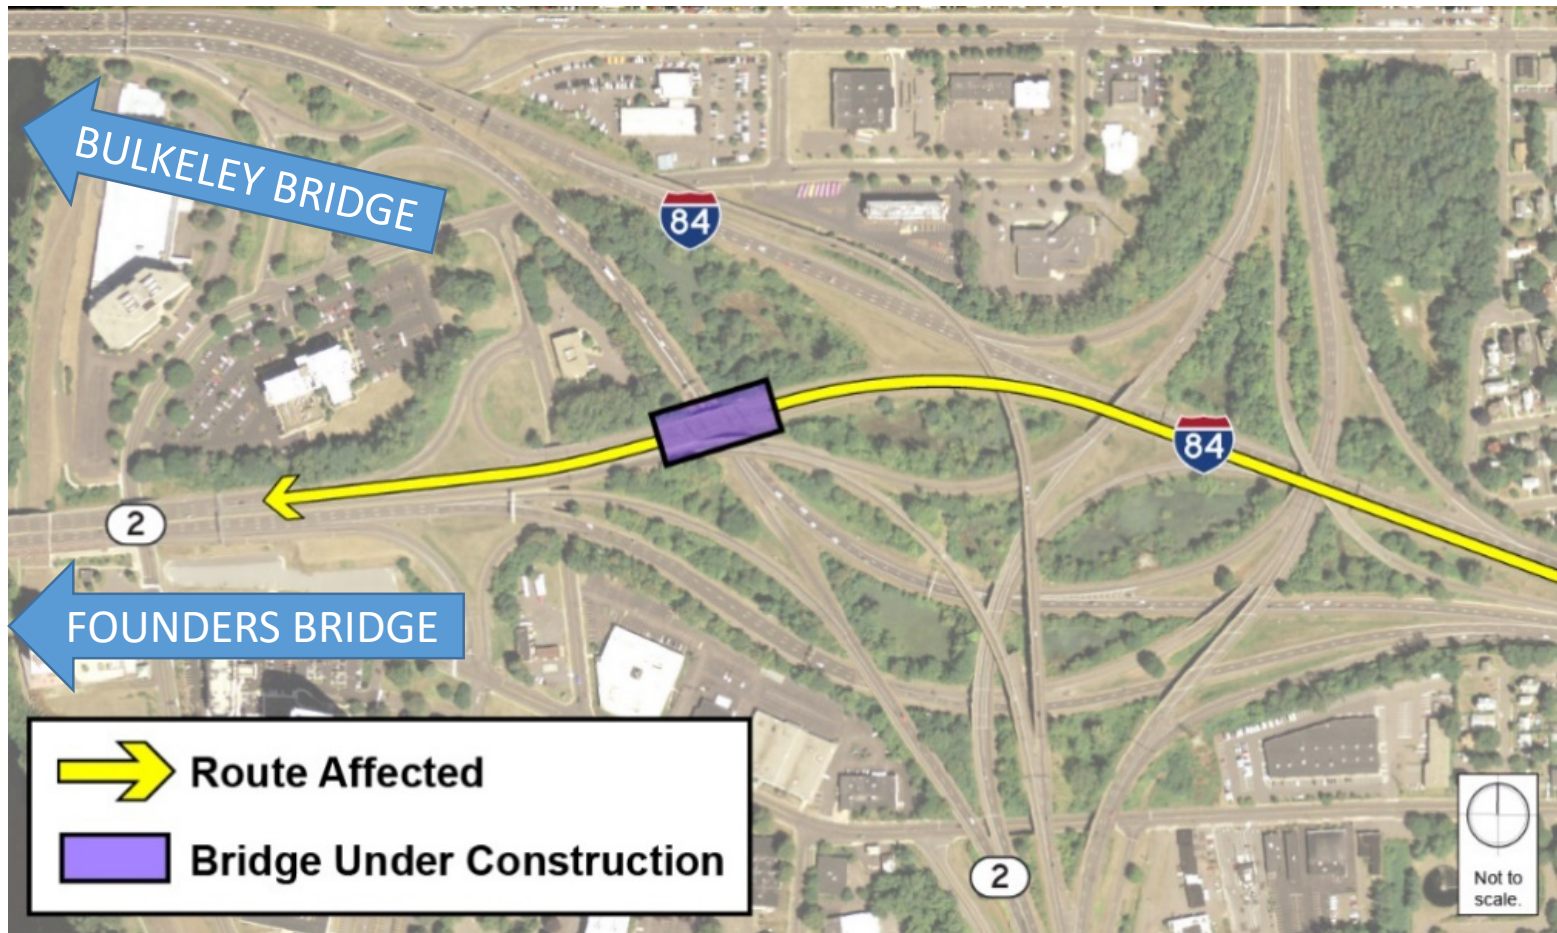 BULKELEY BRIDGE
84
84
2
FOUNDERS BRIDGE
Route Affected
Bridge Under Construction
2
Not to
scale.